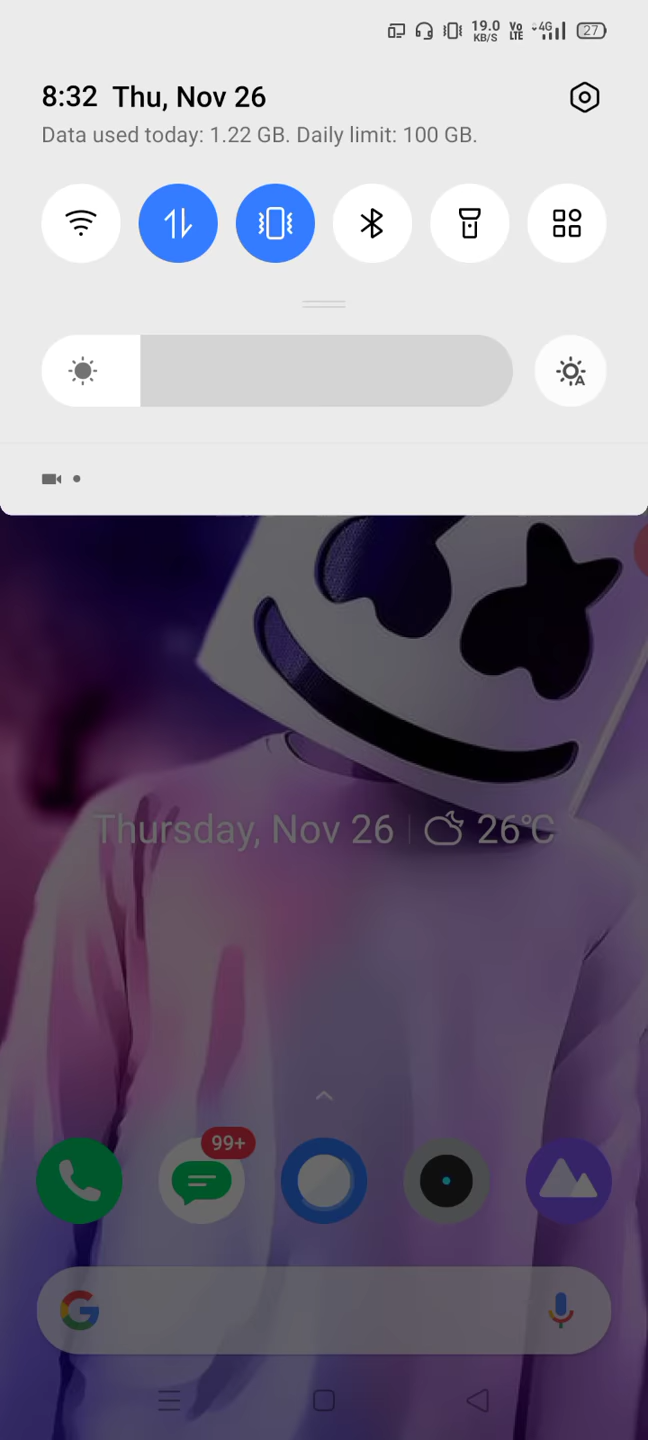 19.0 KB/S Vo LTE 4G 27
8:32 Thu, Nov 26
Data used today: 1.22 GB. Daily limit: 100 GB.
A
Thursday, Nov 26 26°C
99+
G